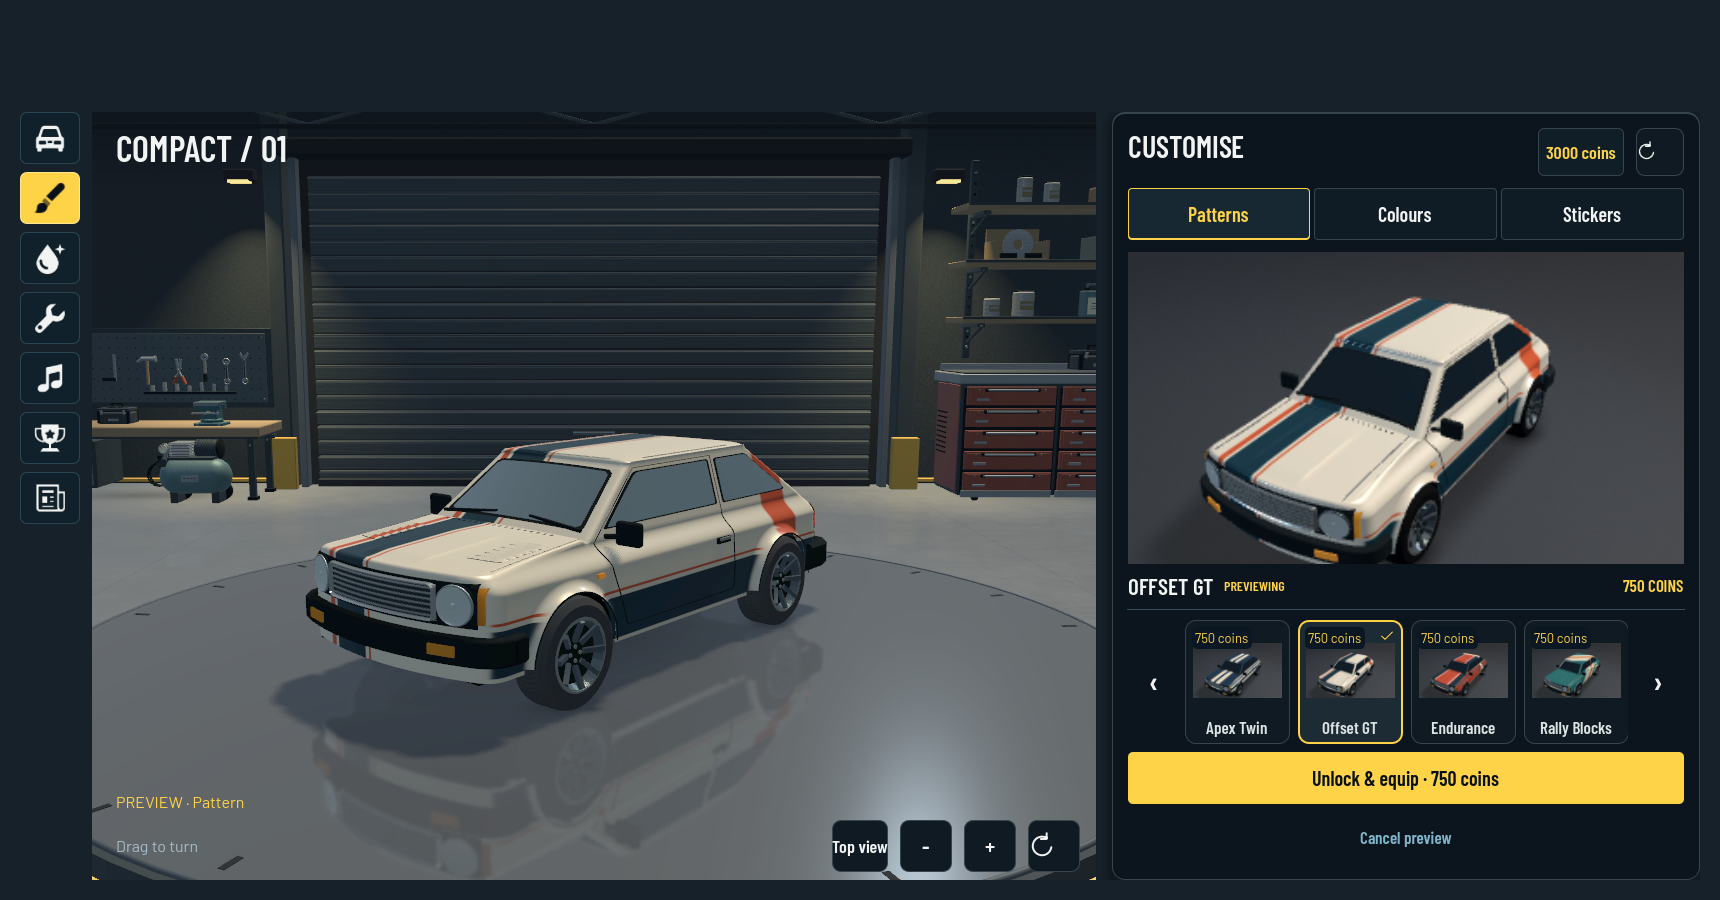 COMPACT / 01
CUSTOMISE
3000 coins
Patterns
Colours
Stickers
OFFSET GT
PREVIEWING
750 COINS
750 coins
750 coins
750 coins
750 coins
‹
›
Apex Twin
Offset GT
Endurance
Rally Blocks
Unlock & equip · 750 coins
Cancel preview
PREVIEW · Pattern
Drag to turn
Top view
-
+